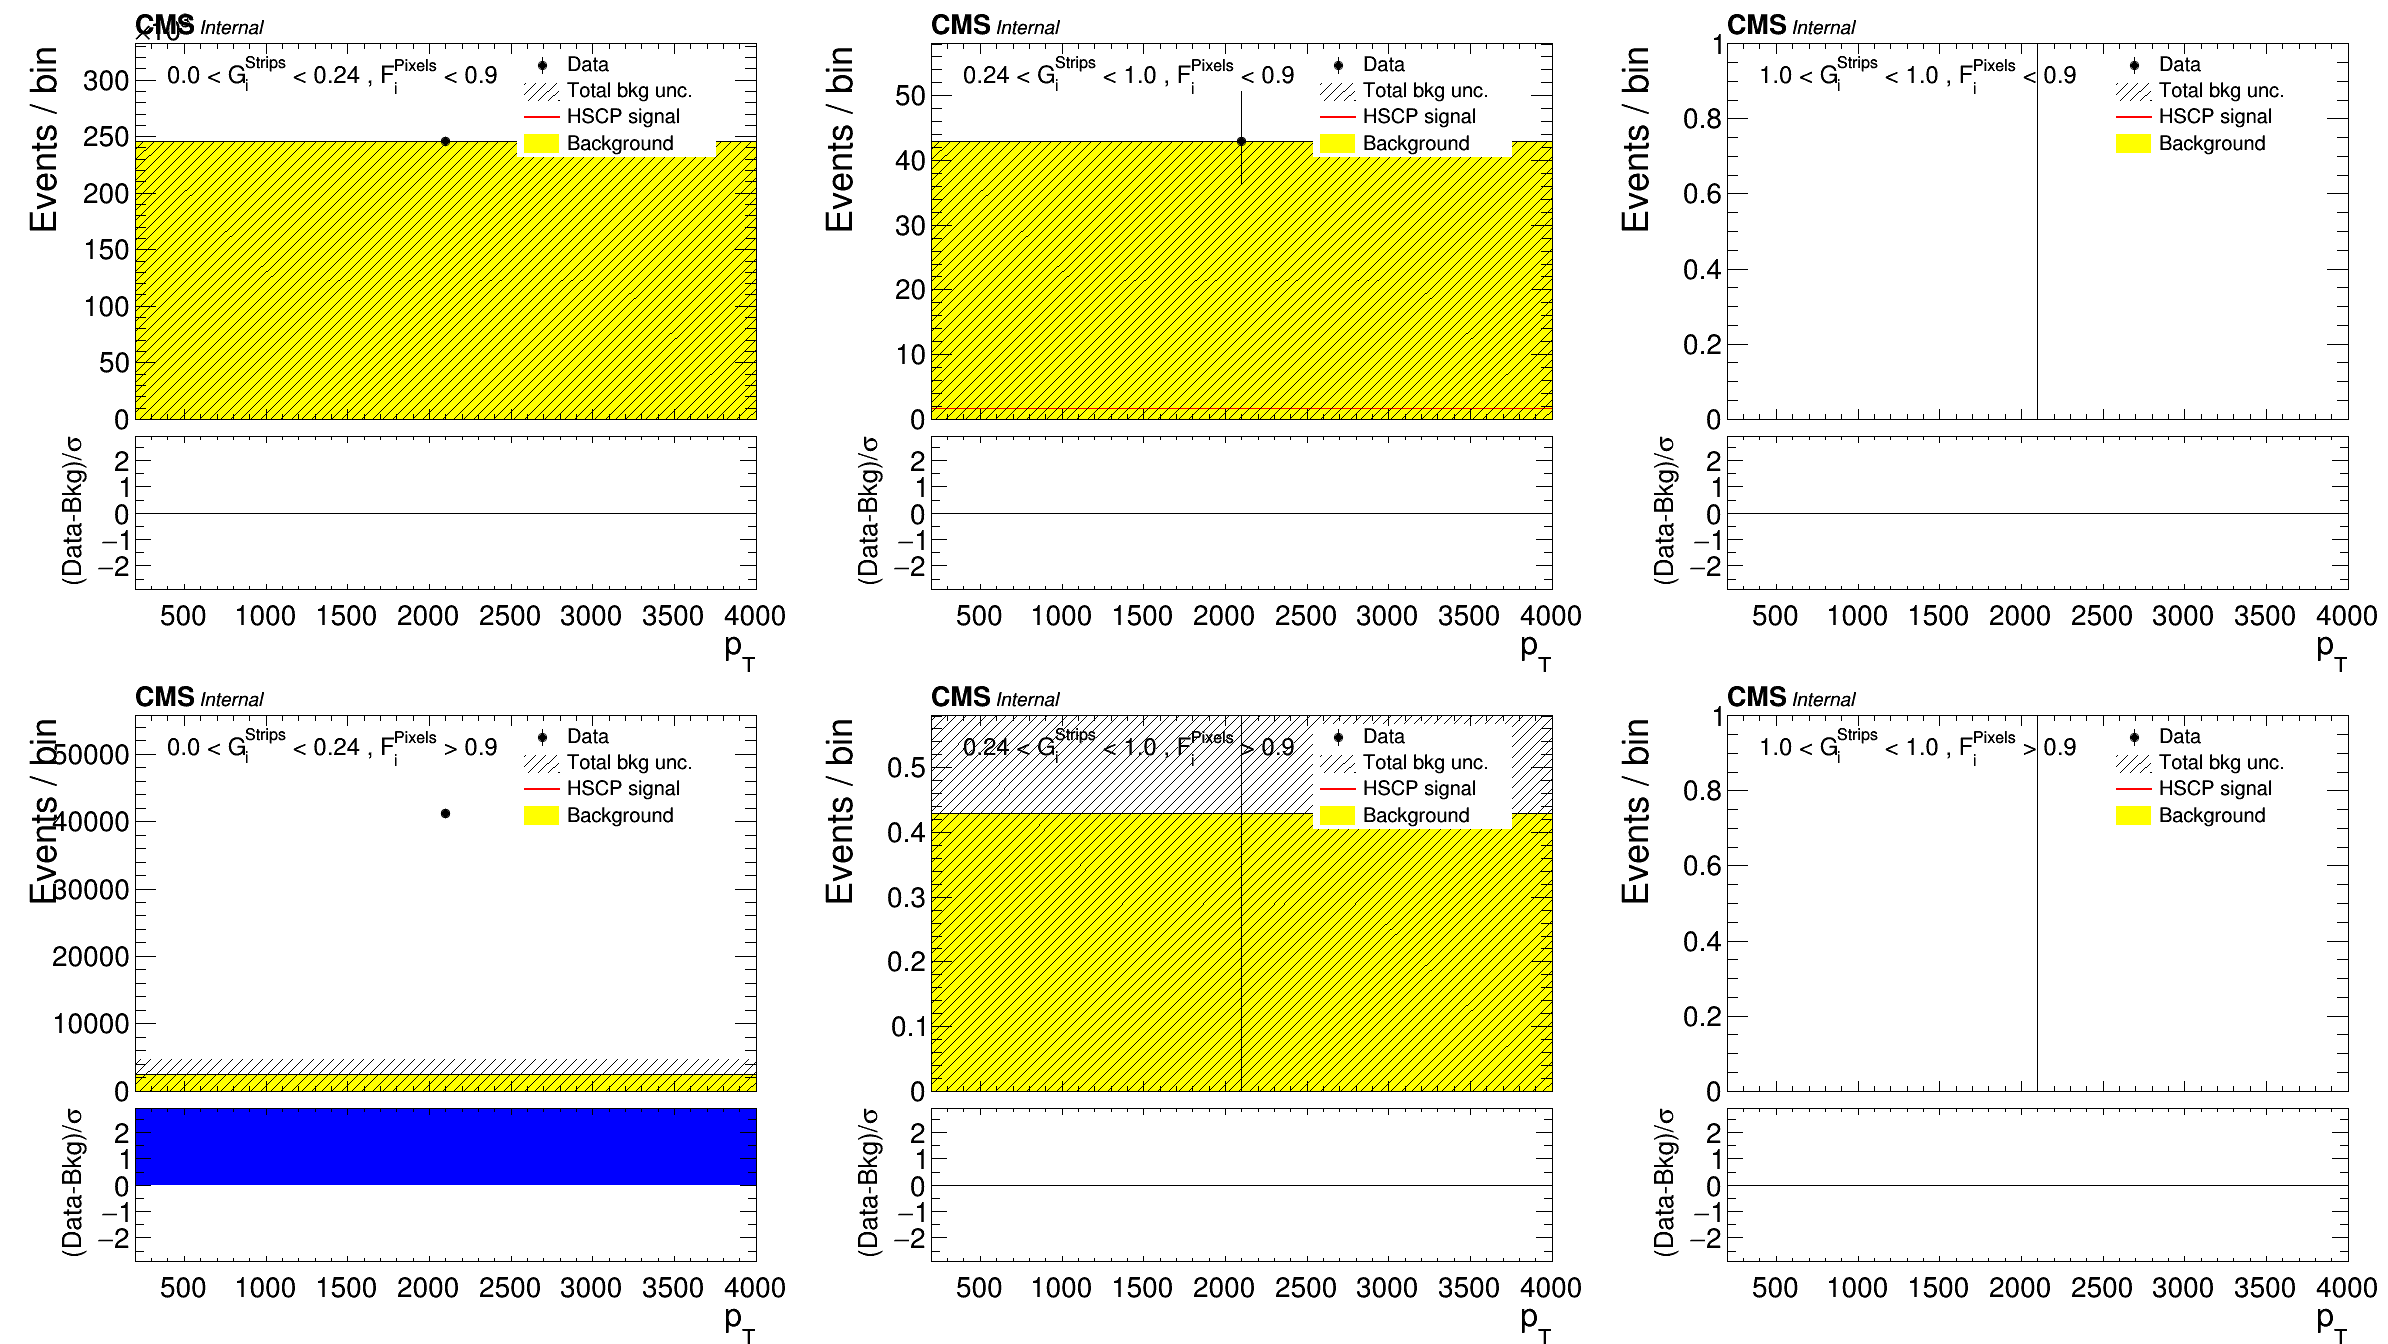 CMS Internal
×10³
Events / bin
0.0 < G_i^Strips < 0.24 , F_i^Pixels < 0.9
Data
Total bkg unc.
HSCP signal
Background
300
250
200
150
100
50
0
(Data-Bkg)/σ
2
1
0
−1
−2
500 1000 1500 2000 2500 3000 3500 4000
p_T
CMS Internal
Events / bin
0.24 < G_i^Strips < 1.0 , F_i^Pixels < 0.9
Data
Total bkg unc.
HSCP signal
Background
50
40
30
20
10
0
(Data-Bkg)/σ
2
1
0
−1
−2
500 1000 1500 2000 2500 3000 3500 4000
p_T
CMS Internal
Events / bin
1.0 < G_i^Strips < 1.0 , F_i^Pixels < 0.9
Data
Total bkg unc.
HSCP signal
Background
1
0.8
0.6
0.4
0.2
0
(Data-Bkg)/σ
2
1
0
−1
−2
500 1000 1500 2000 2500 3000 3500 4000
p_T
CMS Internal
Events / bin
0.0 < G_i^Strips < 0.24 , F_i^Pixels > 0.9
Data
Total bkg unc.
HSCP signal
Background
50000
40000
30000
20000
10000
0
(Data-Bkg)/σ
2
1
0
−1
−2
500 1000 1500 2000 2500 3000 3500 4000
p_T
CMS Internal
Events / bin
0.24 < G_i^Strips < 1.0 , F_i^Pixels > 0.9
Data
Total bkg unc.
HSCP signal
Background
0.5
0.4
0.3
0.2
0.1
0
(Data-Bkg)/σ
2
1
0
−1
−2
500 1000 1500 2000 2500 3000 3500 4000
p_T
CMS Internal
Events / bin
1.0 < G_i^Strips < 1.0 , F_i^Pixels > 0.9
Data
Total bkg unc.
HSCP signal
Background
1
0.8
0.6
0.4
0.2
0
(Data-Bkg)/σ
2
1
0
−1
−2
500 1000 1500 2000 2500 3000 3500 4000
p_T